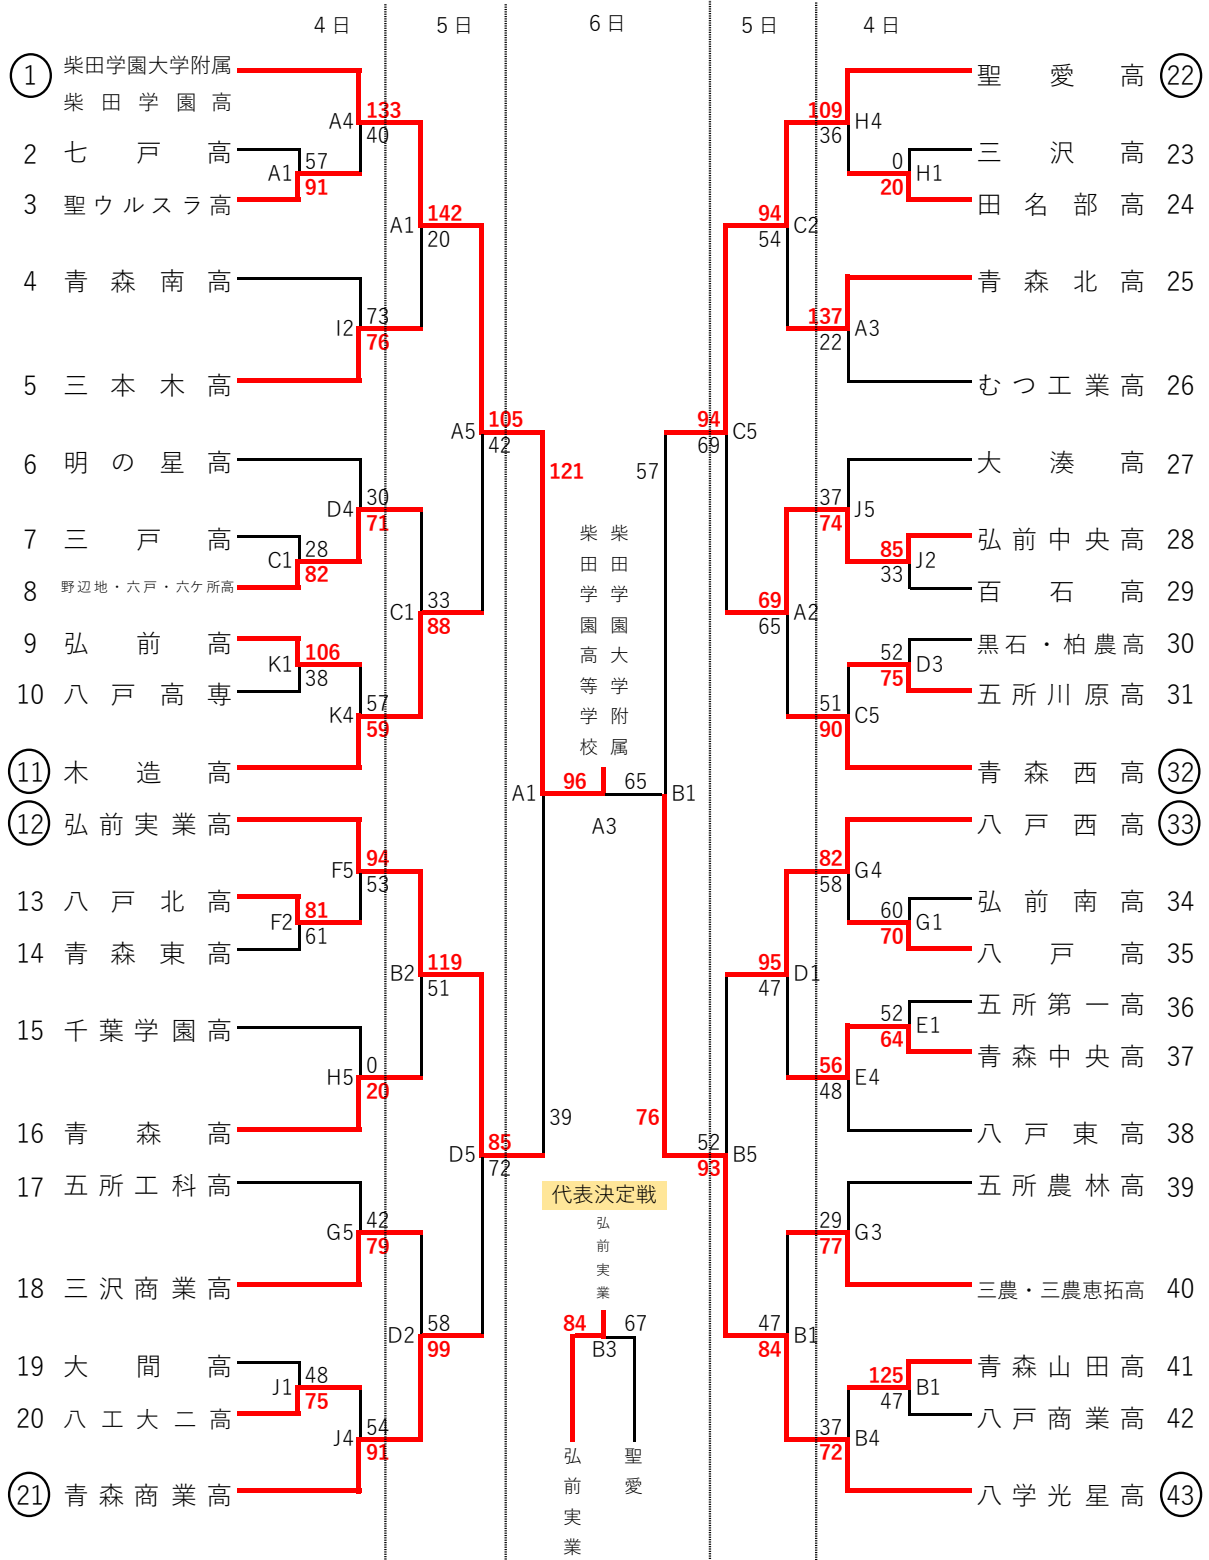 4日
5日
6日
5日
4日
1 柴田学園大学附属
柴田学園高
A4
133
40
2 七戸高
A1
57
91
3 聖ウルスラ高
A1
142
20
4 青森南高
I2
73
76
5 三本木高
A5
105
42
6 明の星高
D4
30
71
7 三戸高
C1
28
82
8 野辺地・六戸・六ケ所高
C1
33
88
9 弘前高
K1
106
38
10 八戸高専
K4
57
59
11 木造高
12 弘前実業高
F5
94
53
13 八戸北高
F2
81
61
14 青森東高
B2
119
51
15 千葉学園高
H5
0
20
16 青森高
D5
85
72
17 五所工科高
G5
42
79
18 三沢商業高
D2
58
99
19 大間高
J1
48
75
20 八工大二高
J4
54
91
21 青森商業高
121
A1
39
柴田学園大学附属
柴田学園高等学校
96
65
A3
57
B1
76
代表決定戦
弘前実業
84
67
B3
弘前実業
聖愛
聖愛高 22
109
36
H4
三沢高 23
0
20
H1
田名部高 24
94
54
C2
青森北高 25
137
22
A3
むつ工業高 26
94
69
C5
大湊高 27
37
74
J5
弘前中央高 28
85
33
J2
百石高 29
69
65
A2
黒石・柏農高 30
52
75
D3
五所川原高 31
51
90
C5
青森西高 32
八戸西高 33
82
58
G4
弘前南高 34
60
70
G1
八戸高 35
95
47
D1
五所第一高 36
52
64
E1
青森中央高 37
56
48
E4
八戸東高 38
52
93
B5
五所農林高 39
29
77
G3
三農・三農恵拓高 40
47
84
B1
青森山田高 41
125
47
B1
八戸商業高 42
37
72
B4
八学光星高 43